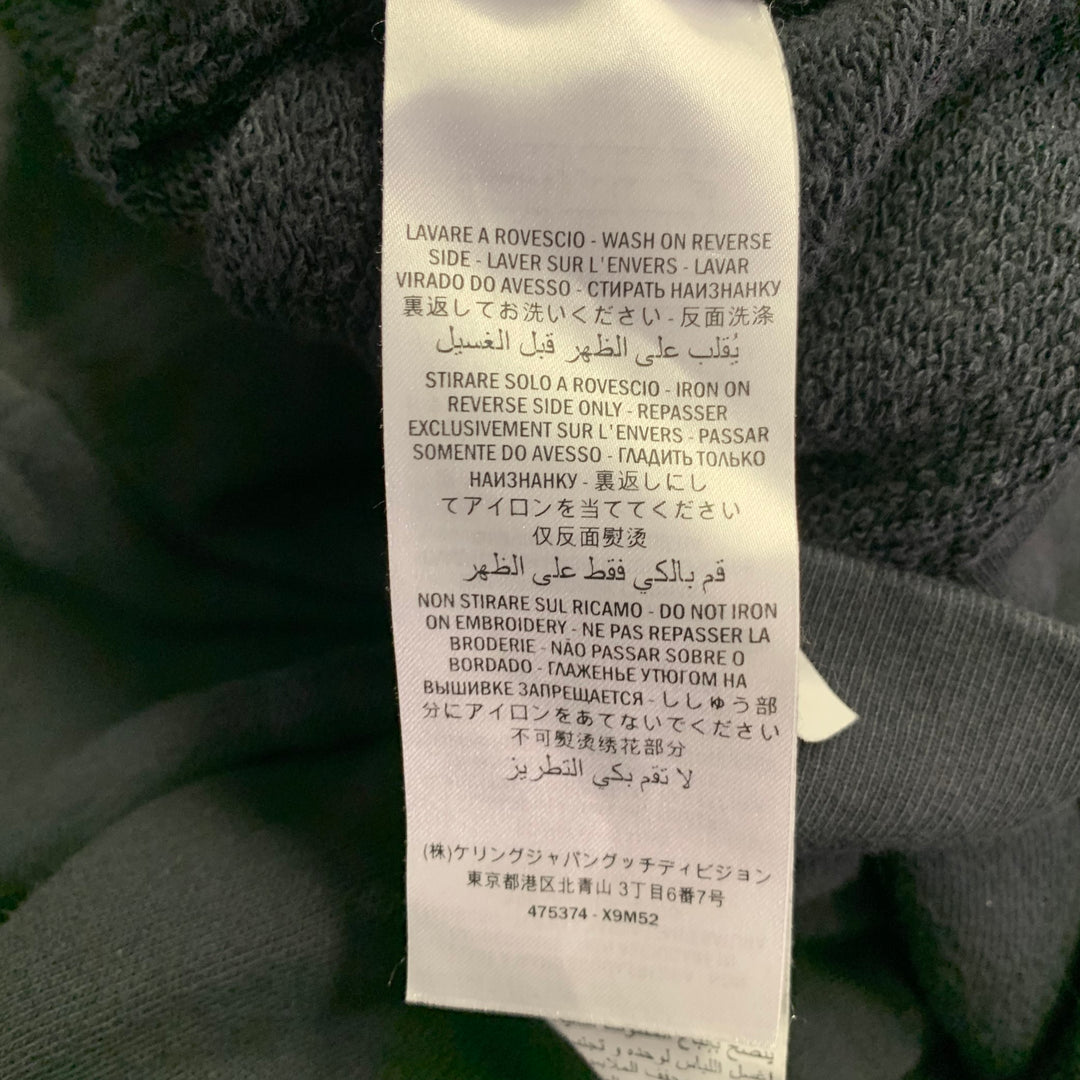 LAVARE A ROVESCIO - WASH ON REVERSE
SIDE - LAVER SUR L'ENVERS - LAVAR
VIRADO DO AVESSO - СТИРАТЬ НАИЗНАНКУ
裏返してお洗いください - 反面洗涤
يُقلب على الظهر قبل الغسيل
STIRARE SOLO A ROVESCIO - IRON ON
REVERSE SIDE ONLY - REPASSER
EXCLUSIVEMENT SUR L'ENVERS - PASSAR
SOMENTE DO AVESSO - ГЛАДИТЬ ТОЛЬКО
НАИЗНАНКУ - 裏返しにし
てアイロンを当ててください
仅反面熨烫
قم بالكي فقط على الظهر
NON STIRARE SUL RICAMO - DO NOT IRON
ON EMBROIDERY - NE PAS REPASSER LA
BRODERIE - NÃO PASSAR SOBRE O
BORDADO - ГЛАЖЕНЬЕ УТЮГОМ НА
ВЫШИВКЕ ЗАПРЕЩАЕТСЯ - ししゅう部
分にアイロンをあてないでください
不可熨烫绣花部分
لا تقم بكي التطريز
(株)ケリングジャパングッチディビジョン
東京都港区北青山 3丁目6番7号
475374 - X9M52